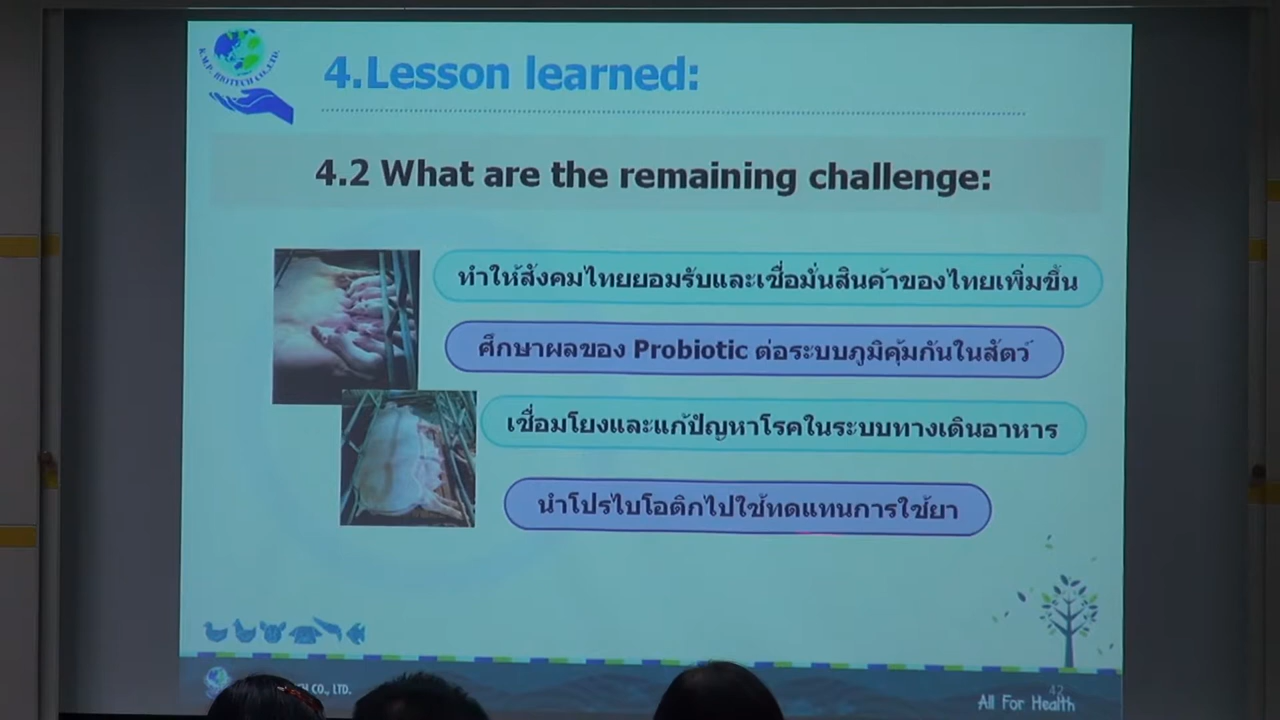 K.M.P. BIOTECH CO.,LTD.
4.Lesson learned:
4.2 What are the remaining challenge:
ทำให้สังคมไทยยอมรับและเชื่อมั่นสินค้าของไทยเพิ่มขึ้น
ศึกษาผลของ Probiotic ต่อระบบภูมิคุ้มกันในสัตว์
เชื่อมโยงและแก้ปัญหาโรคในระบบทางเดินอาหาร
นำโปรไบโอติกไปใช้ทดแทนการใช้ยา
CO., LTD.
42
All For Health